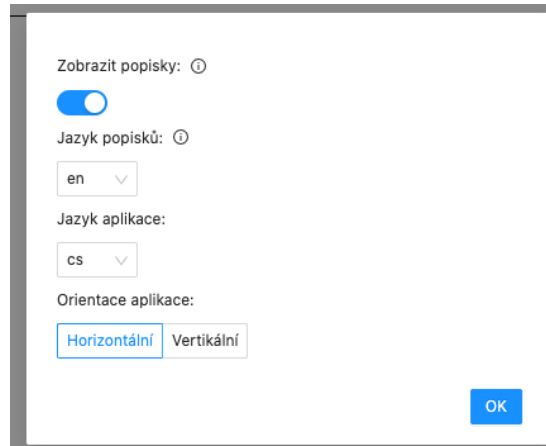 Zobrazit popisky:
Jazyk popisků:
en
Jazyk aplikace:
cs
Orientace aplikace:
Horizontální Vertikální
OK